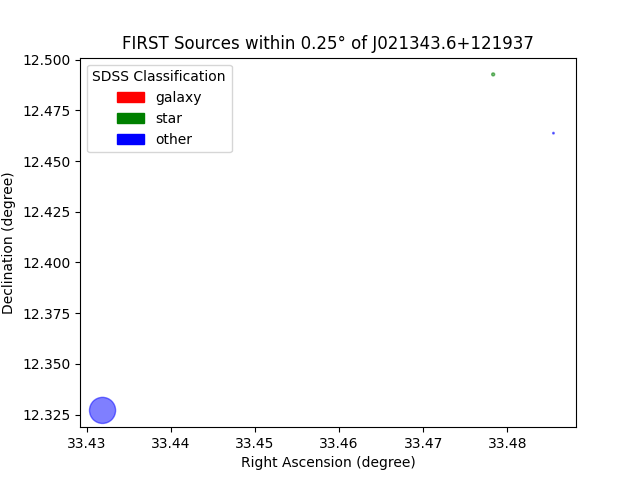 FIRST Sources within 0.25° of J021343.6+121937
SDSS Classification
galaxy
star
other
12.500
12.475
12.450
12.425
12.400
12.375
12.350
12.325
Declination (degree)
33.43 33.44 33.45 33.46 33.47 33.48
Right Ascension (degree)